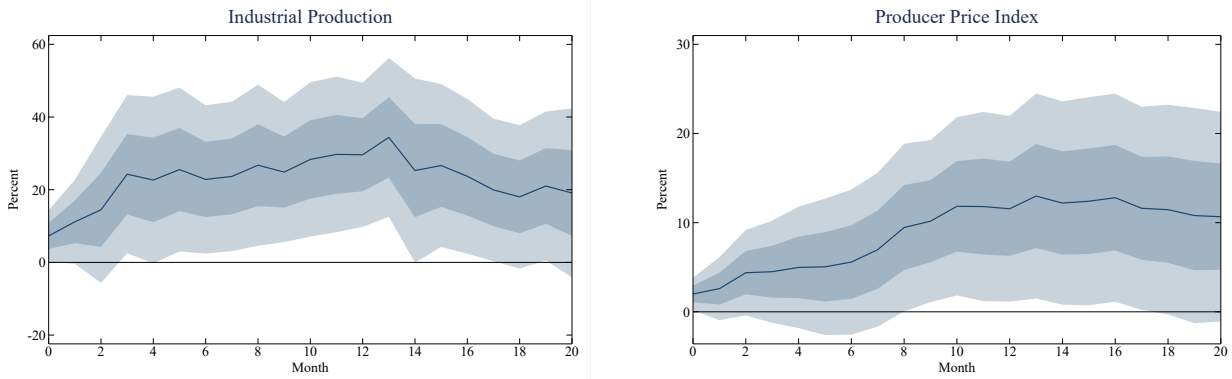 Industrial Production
60
40
20
0
-20
Percent
0 2 4 6 8 10 12 14 16 18 20
Month
Producer Price Index
30
20
10
0
Percent
0 2 4 6 8 10 12 14 16 18 20
Month